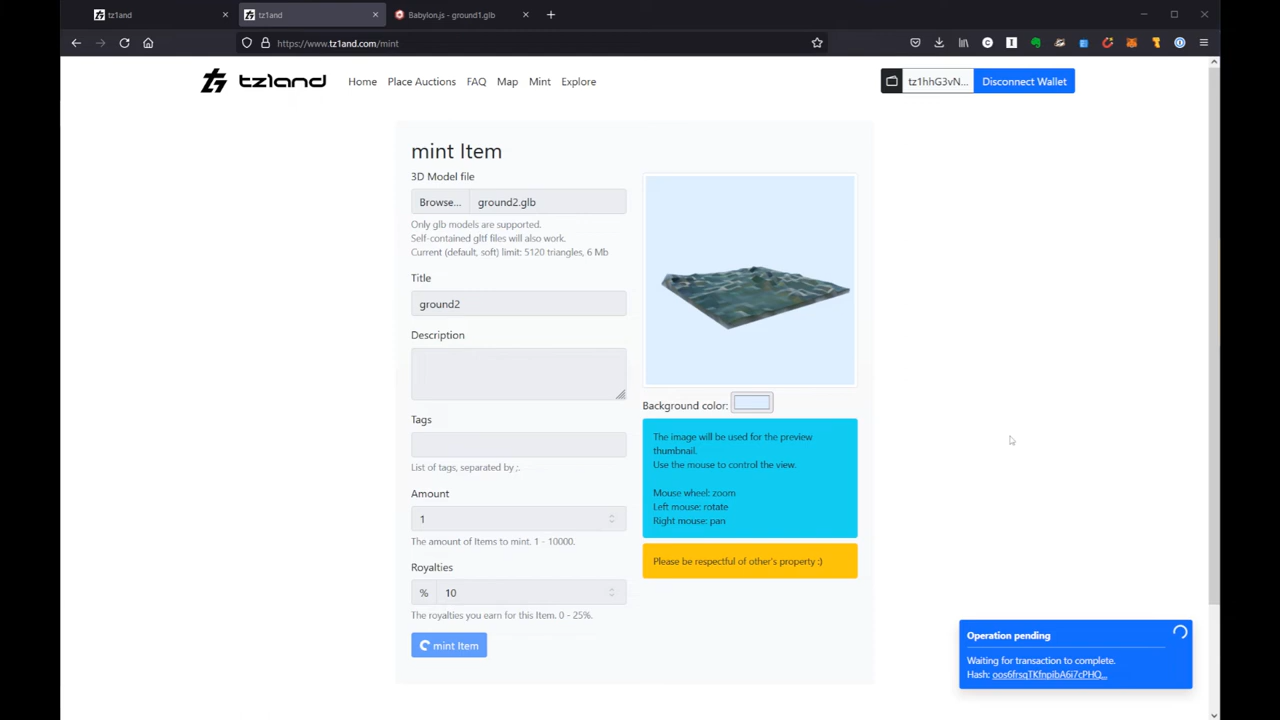 tz1and
tz1and
Babylon.js - ground1.glb
https://www.tz1and.com/mint
tz1and
Home
Place Auctions
FAQ
Map
Mint
Explore
tz1hhG3vN...
Disconnect Wallet
mint Item
3D Model file
Browse...
ground2.glb
Only glb models are supported.
Self-contained gltf files will also work.
Current (default, soft) limit: 5120 triangles, 6 Mb
Title
ground2
Description
Tags
List of tags, separated by ;.
Amount
1
The amount of Items to mint. 1 - 10000.
Royalties
% 10
The royalties you earn for this Item. 0 - 25%.
mint Item
Background color:
The image will be used for the preview
thumbnail.
Use the mouse to control the view.
Mouse wheel: zoom
Left mouse: rotate
Right mouse: pan
Please be respectful of other's property :)
Operation pending
Waiting for transaction to complete.
Hash: oos6frsqTKfnpibA6i7cPHQ...